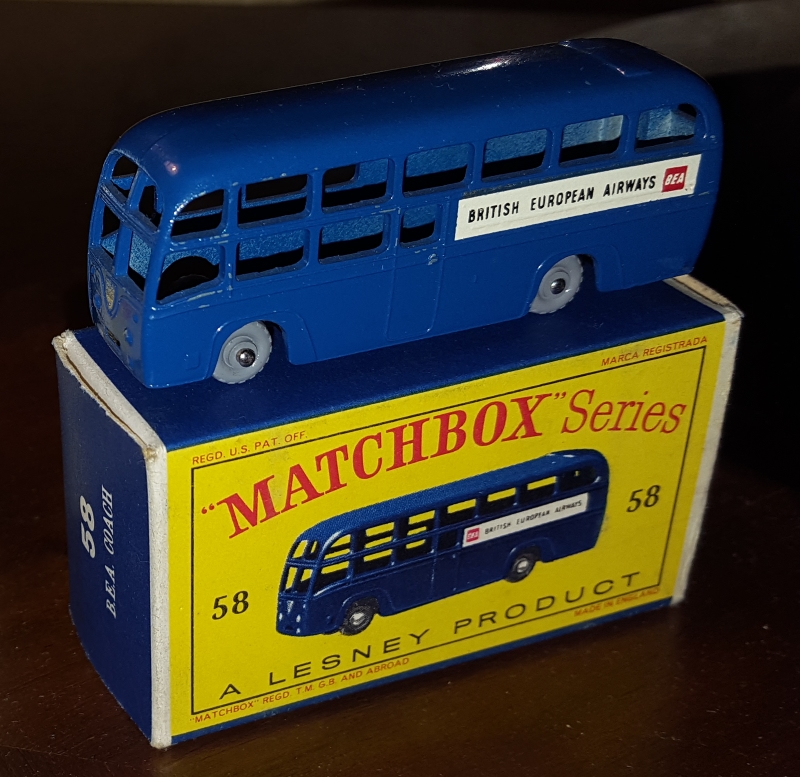 BRITISH EUROPEAN AIRWAYS BEA
MARCA REGISTRADA
REGD. U.S. PAT. OFF.
"MATCHBOX" Series
BEA BRITISH EUROPEAN AIRWAYS
58
58
A LESNEY PRODUCT
MADE IN ENGLAND
"MATCHBOX" REGD. T.M. G.B. AND ABROAD
58
B.E.A. COACH